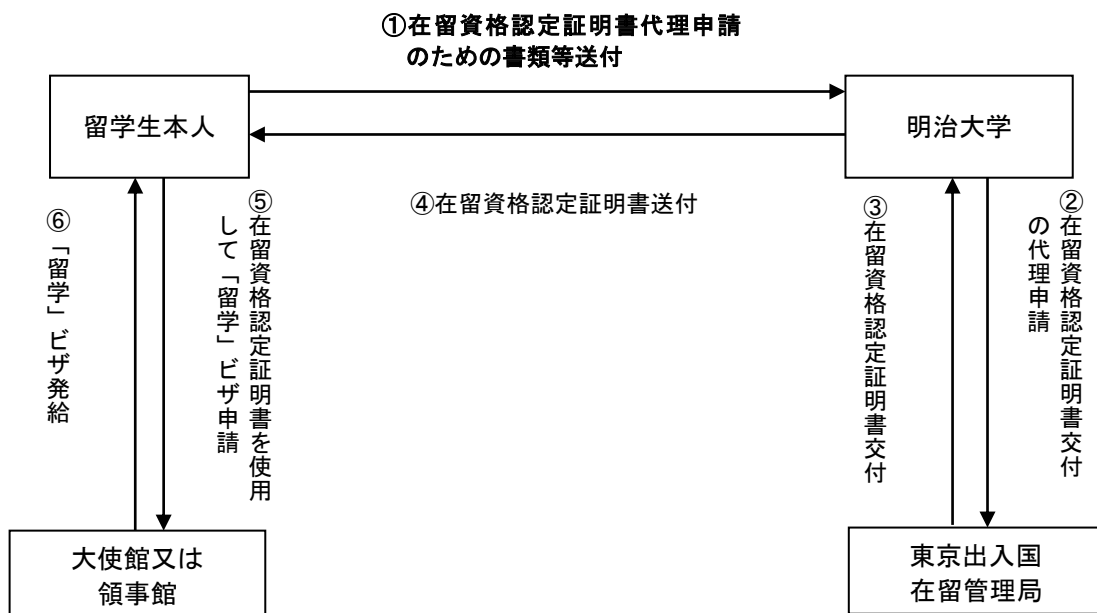 ①在留資格認定証明書代理申請
のための書類等送付
留学生本人
明治大学
④在留資格認定証明書送付
⑥「留学」ビザ発給
⑤在留資格認定証明書を使用
して「留学」ビザ申請
③在留資格認定証明書交付
②在留資格認定証明書交付
の代理申請
大使館又は
領事館
東京出入国
在留管理局